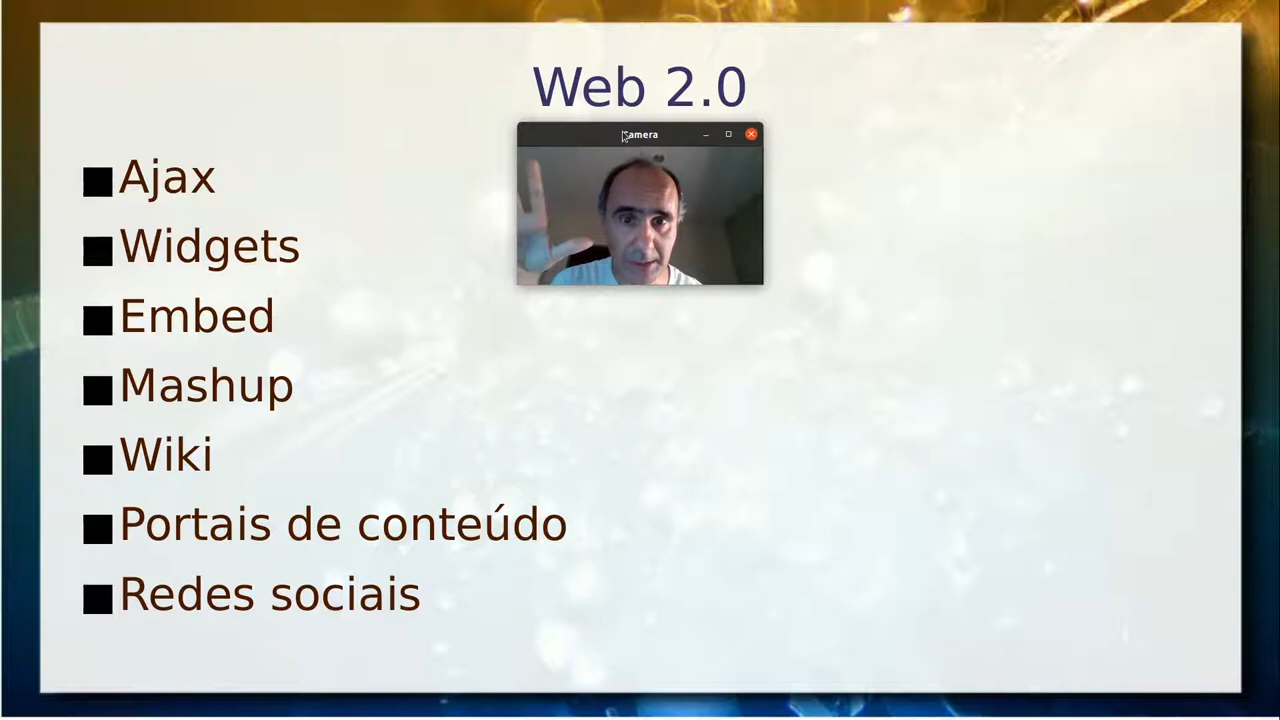 Web 2.0
Camera
Ajax
Widgets
Embed
Mashup
Wiki
Portais de conteúdo
Redes sociais